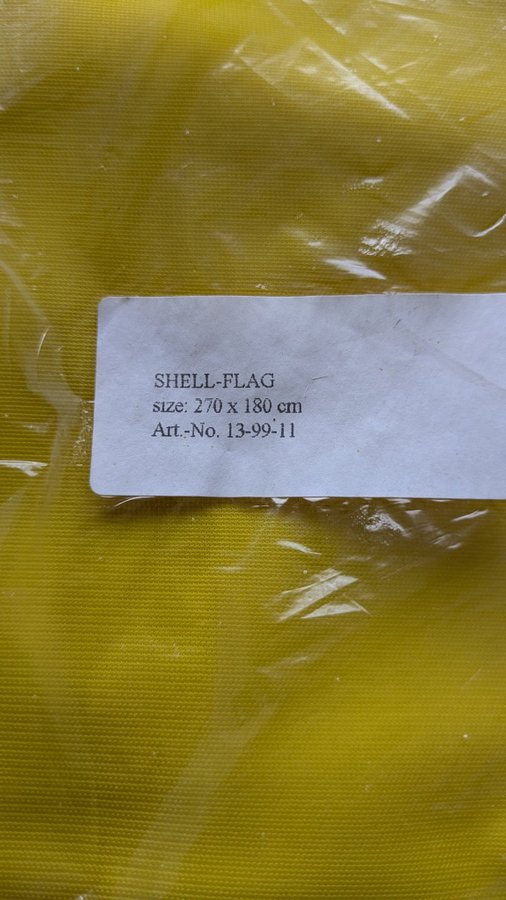 SHELL-FLAG
size: 270 x 180 cm
Art.-No. 13-99-11